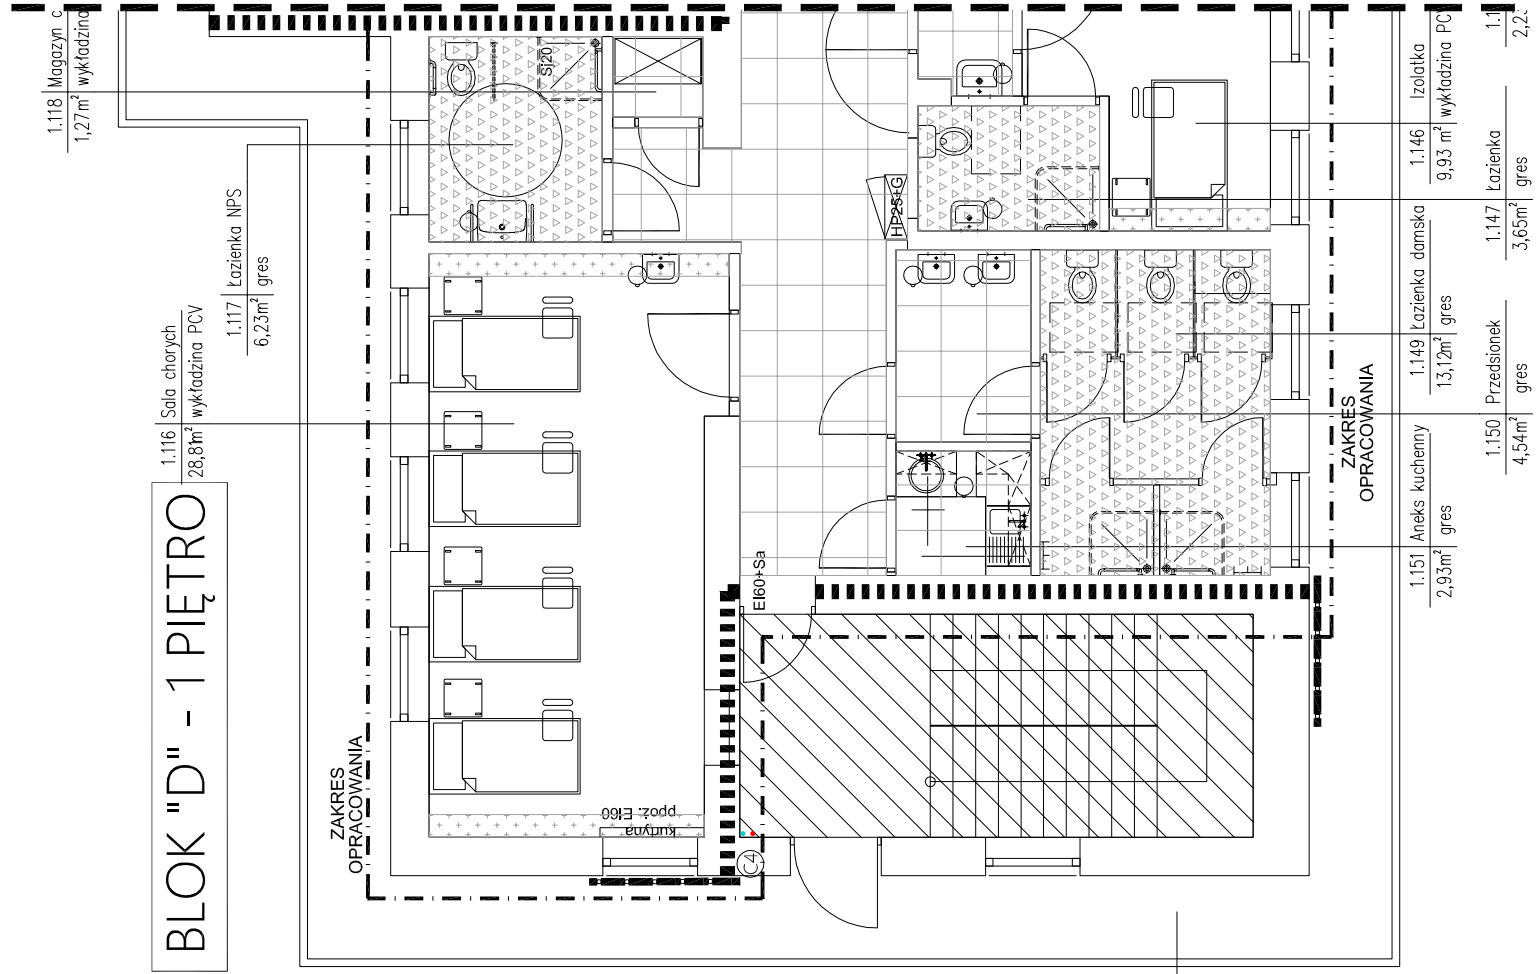 BLOK "D" - 1 PIĘTRO
1.118 Magazyn c
1,27m² wykładzina
1.117 Łazienka NPS
6,23m² gres
1.116 Sala chorych
28,81m² wykładzina PCV
Sj20
HP25+G
1.146 Izolatka
9,93 m² wykładzina PCV
1.147 Łazienka
3,65m² gres
1.149 Łazienka damska
13,12m² gres
1.150 Przedsionek
4,54m² gres
1.151 Aneks kuchenny
2,93m² gres
EI60+Sa
ZAKRES
OPRACOWANIA
ZAKRES
OPRACOWANIA
kurtyna
ppoż. EI60
C4